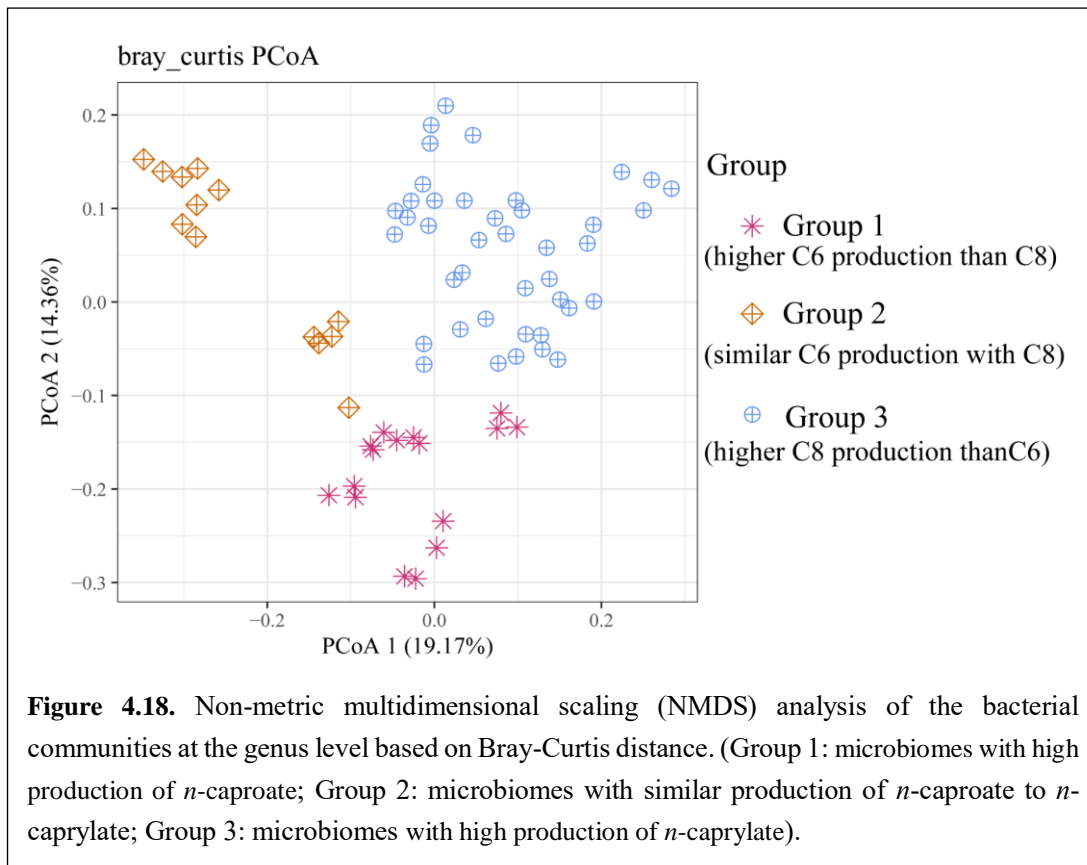 bray_curtis PCoA
0.2
0.1
0.0
−0.1
−0.2
−0.3
PCoA 2 (14.36%)
−0.2
0.0
0.2
PCoA 1 (19.17%)
Group
Group 1
(higher C6 production than C8)
Group 2
(similar C6 production with C8)
Group 3
(higher C8 production thanC6)
Figure 4.18. Non-metric multidimensional scaling (NMDS) analysis of the bacterial
communities at the genus level based on Bray-Curtis distance. (Group 1: microbiomes with high
production of n-caproate; Group 2: microbiomes with similar production of n-caproate to n-
caprylate; Group 3: microbiomes with high production of n-caprylate).